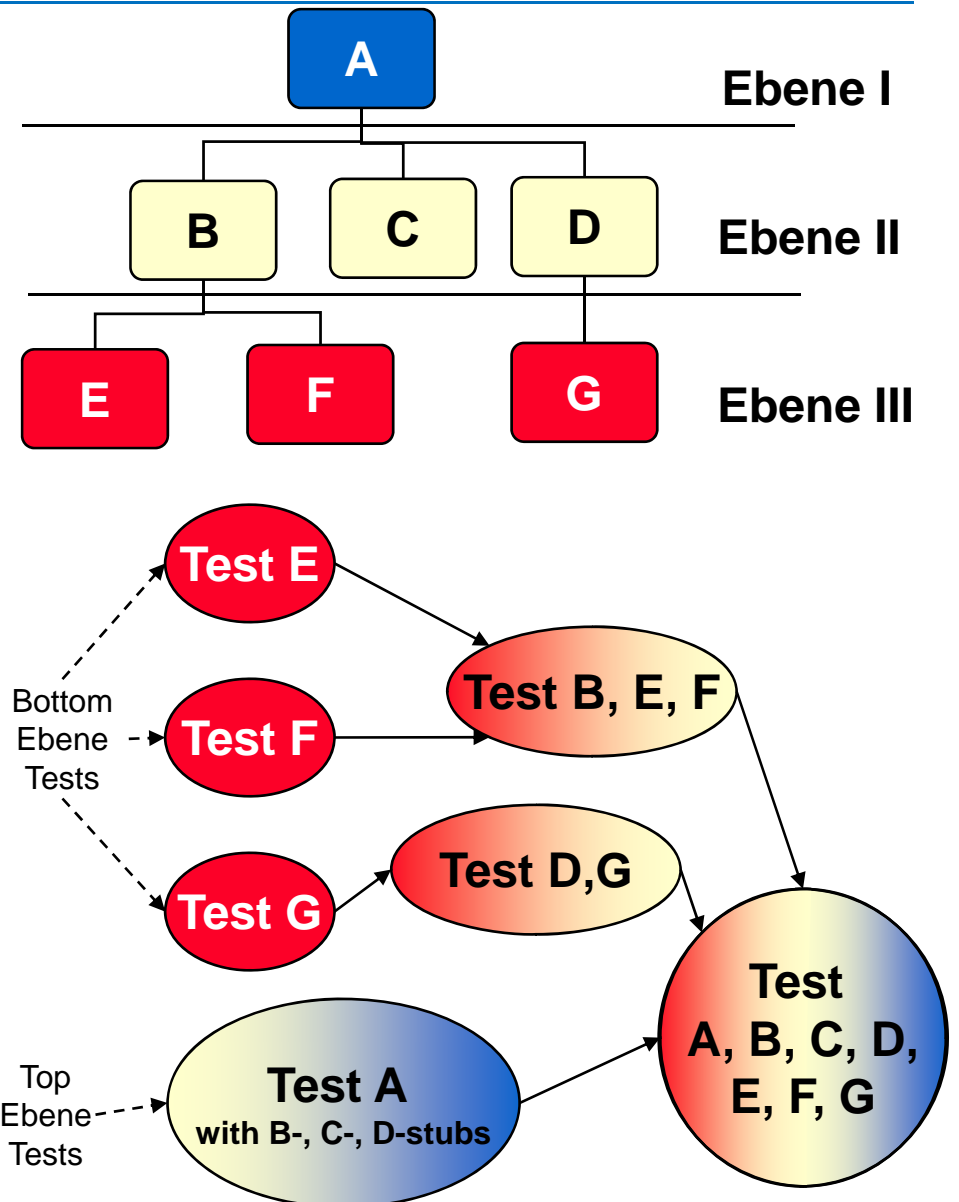 A
Ebene I
B
C
D
Ebene II
E
F
G
Ebene III
Test E
Test B, E, F
Bottom
Ebene
Tests
Test F
Test D,G
Test G
Test
A, B, C, D,
E, F, G
Top
Ebene
Tests
Test A
with B-, C-, D-stubs